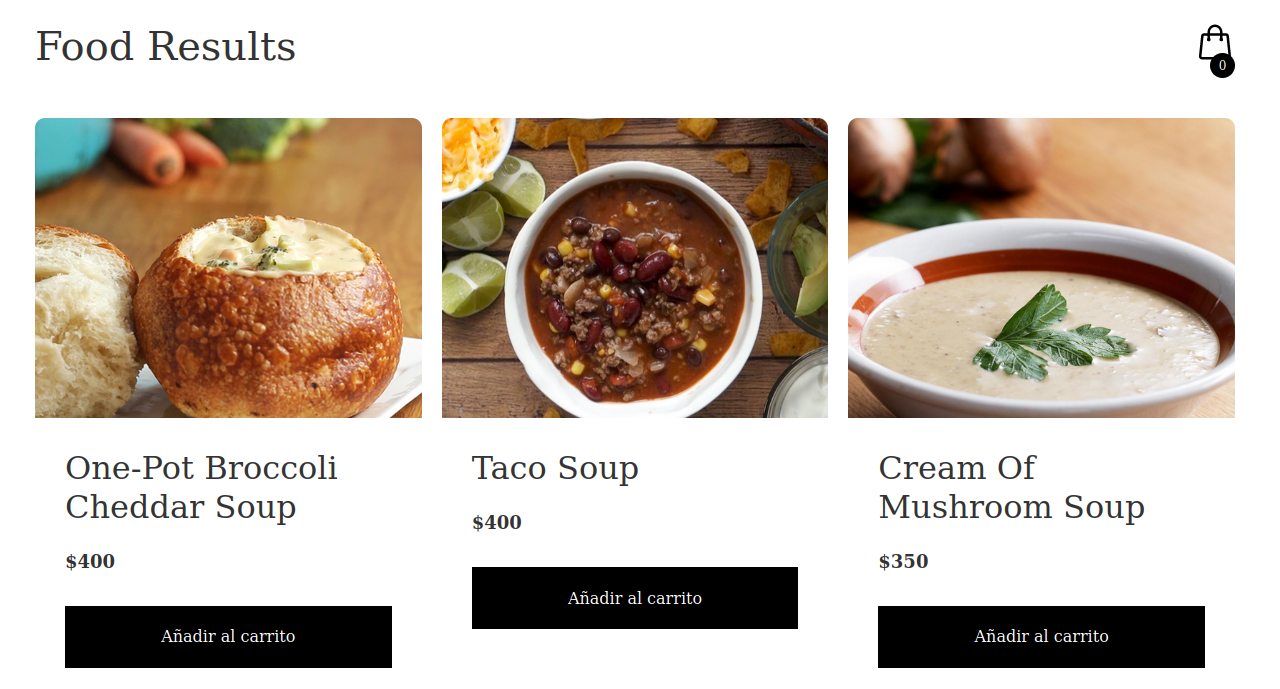 Food Results
0
One-Pot Broccoli
Cheddar Soup
$400
Añadir al carrito
Taco Soup
$400
Añadir al carrito
Cream Of
Mushroom Soup
$350
Añadir al carrito